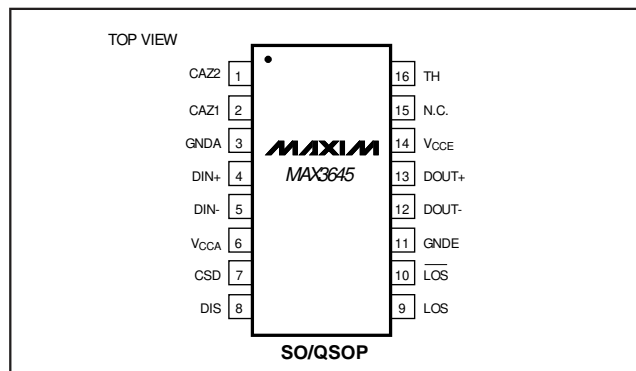 TOP VIEW
CAZ2 1
CAZ1 2
GNDA 3
DIN+ 4
DIN- 5
VCCA 6
CSD 7
DIS 8
MAXIM
MAX3645
16 TH
15 N.C.
14 VCCE
13 DOUT+
12 DOUT-
11 GNDE
10 L̅O̅S̅
9 LOS
SO/QSOP